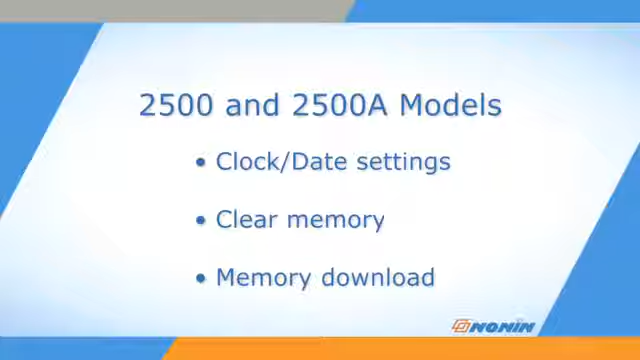 2500 and 2500A Models
• Clock/Date settings
• Clear memory
• Memory download
NONIN